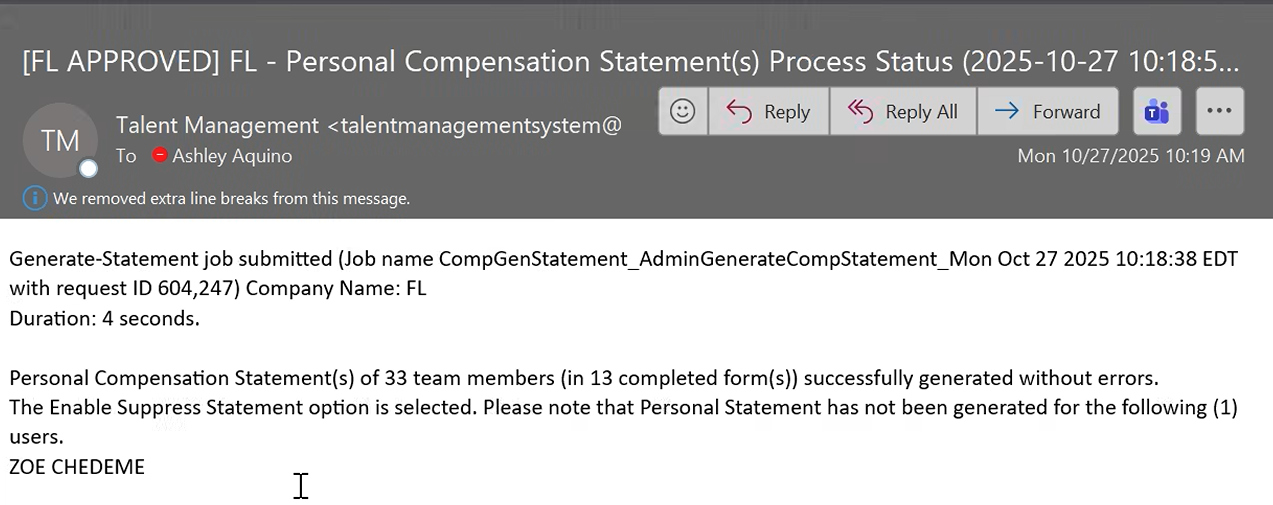 [FL APPROVED] FL - Personal Compensation Statement(s) Process Status (2025-10-27 10:18:5...
TM
Talent Management <talentmanagementsystem@
Reply
Reply All
Forward
To Ashley Aquino
Mon 10/27/2025 10:19 AM
We removed extra line breaks from this message.
Generate-Statement job submitted (Job name CompGenStatement_AdminGenerateCompStatement_Mon Oct 27 2025 10:18:38 EDT
with request ID 604,247) Company Name: FL
Duration: 4 seconds.
Personal Compensation Statement(s) of 33 team members (in 13 completed form(s)) successfully generated without errors.
The Enable Suppress Statement option is selected. Please note that Personal Statement has not been generated for the following (1)
users.
ZOE CHEDEME